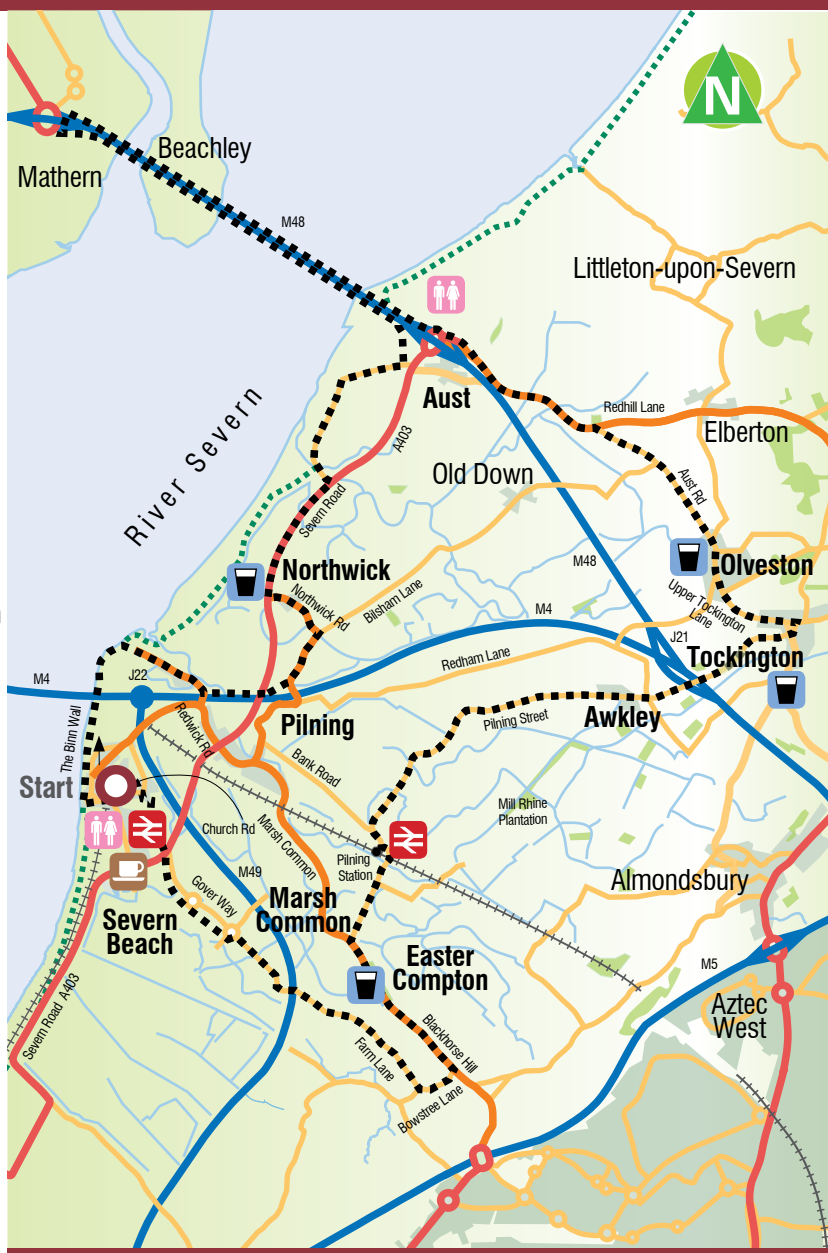 N
Beachley
Mathern
M48
Littleton-upon-Severn
River Severn
Aust
Redhill Lane
Elberton
A403
Old Down
Aust Rd
Severn Road
Northwick
M48
Olveston
Northwick Rd
Bilsham Lane
Upper Tockington
Lane
M4
J21
Redham Lane
Tockington
M4
J22
Redwick Rd
Pilning
Pilning Street
Awkley
The Binn Wall
Bank Road
Start
Mill Rhine
Plantation
Church Rd
Marsh Common
Pilning
Station
M49
Almondsbury
Gover Way
Marsh
Common
Severn
Beach
Easter
Compton
M5
Aztec
West
Severn Road A403
Blackhorse Hill
Farm Lane
Bowstree Lane